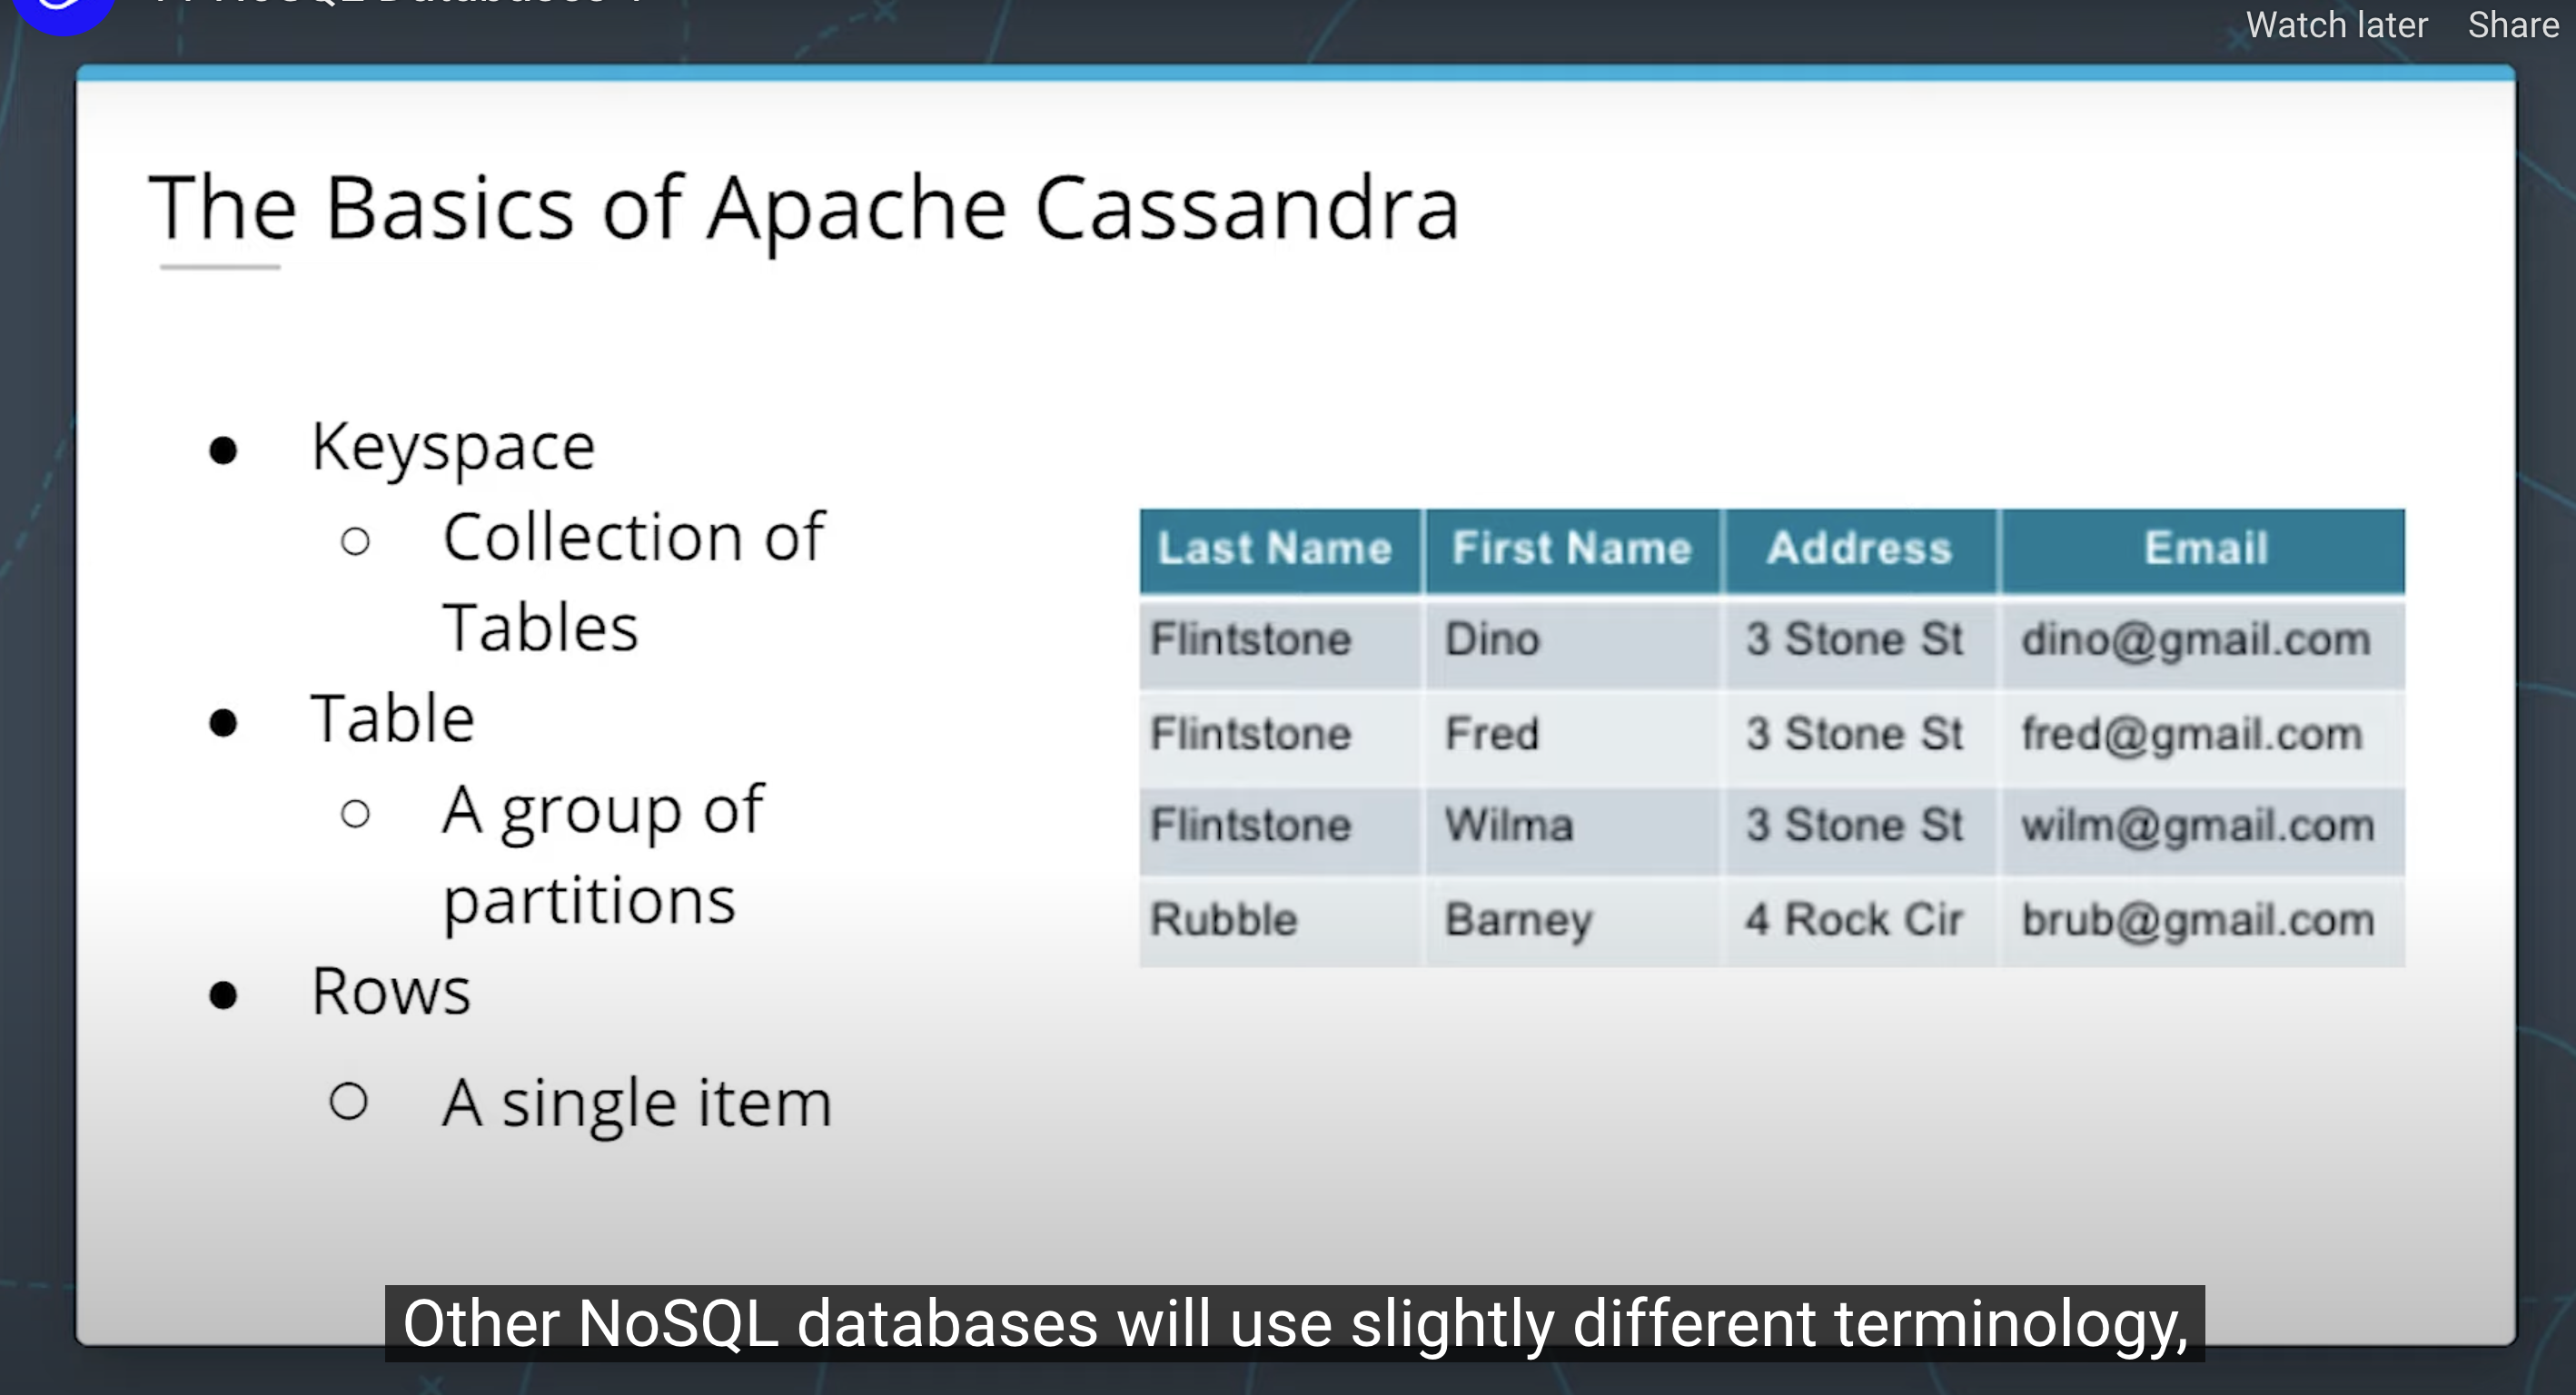 Watch later Share
The Basics of Apache Cassandra
● Keyspace
○ Collection of
Tables
● Table
○ A group of
partitions
● Rows
○ A single item
Last Name First Name Address Email
Flintstone Dino 3 Stone St dino@gmail.com
Flintstone Fred 3 Stone St fred@gmail.com
Flintstone Wilma 3 Stone St wilm@gmail.com
Rubble Barney 4 Rock Cir brub@gmail.com
Other NoSQL databases will use slightly different terminology,